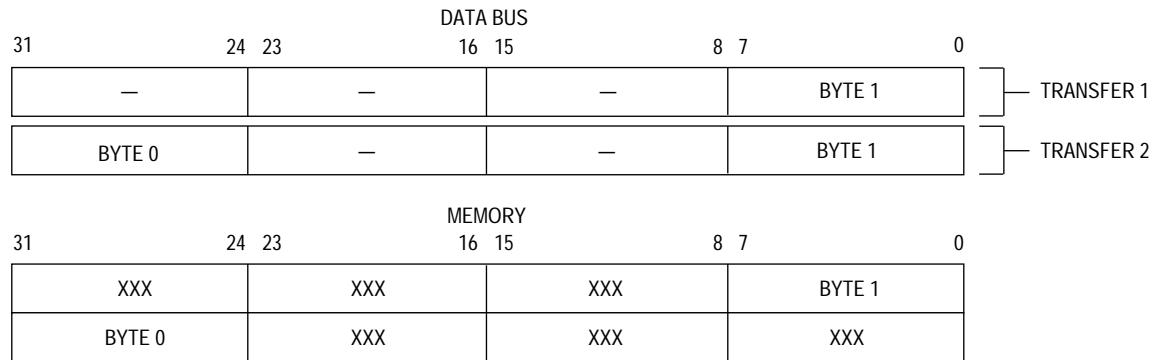 DATA BUS
31 24 23 16 15 8 7 0
— — — BYTE 1 TRANSFER 1
BYTE 0 — — BYTE 1 TRANSFER 2
MEMORY
31 24 23 16 15 8 7 0
XXX XXX XXX BYTE 1
BYTE 0 XXX XXX XXX